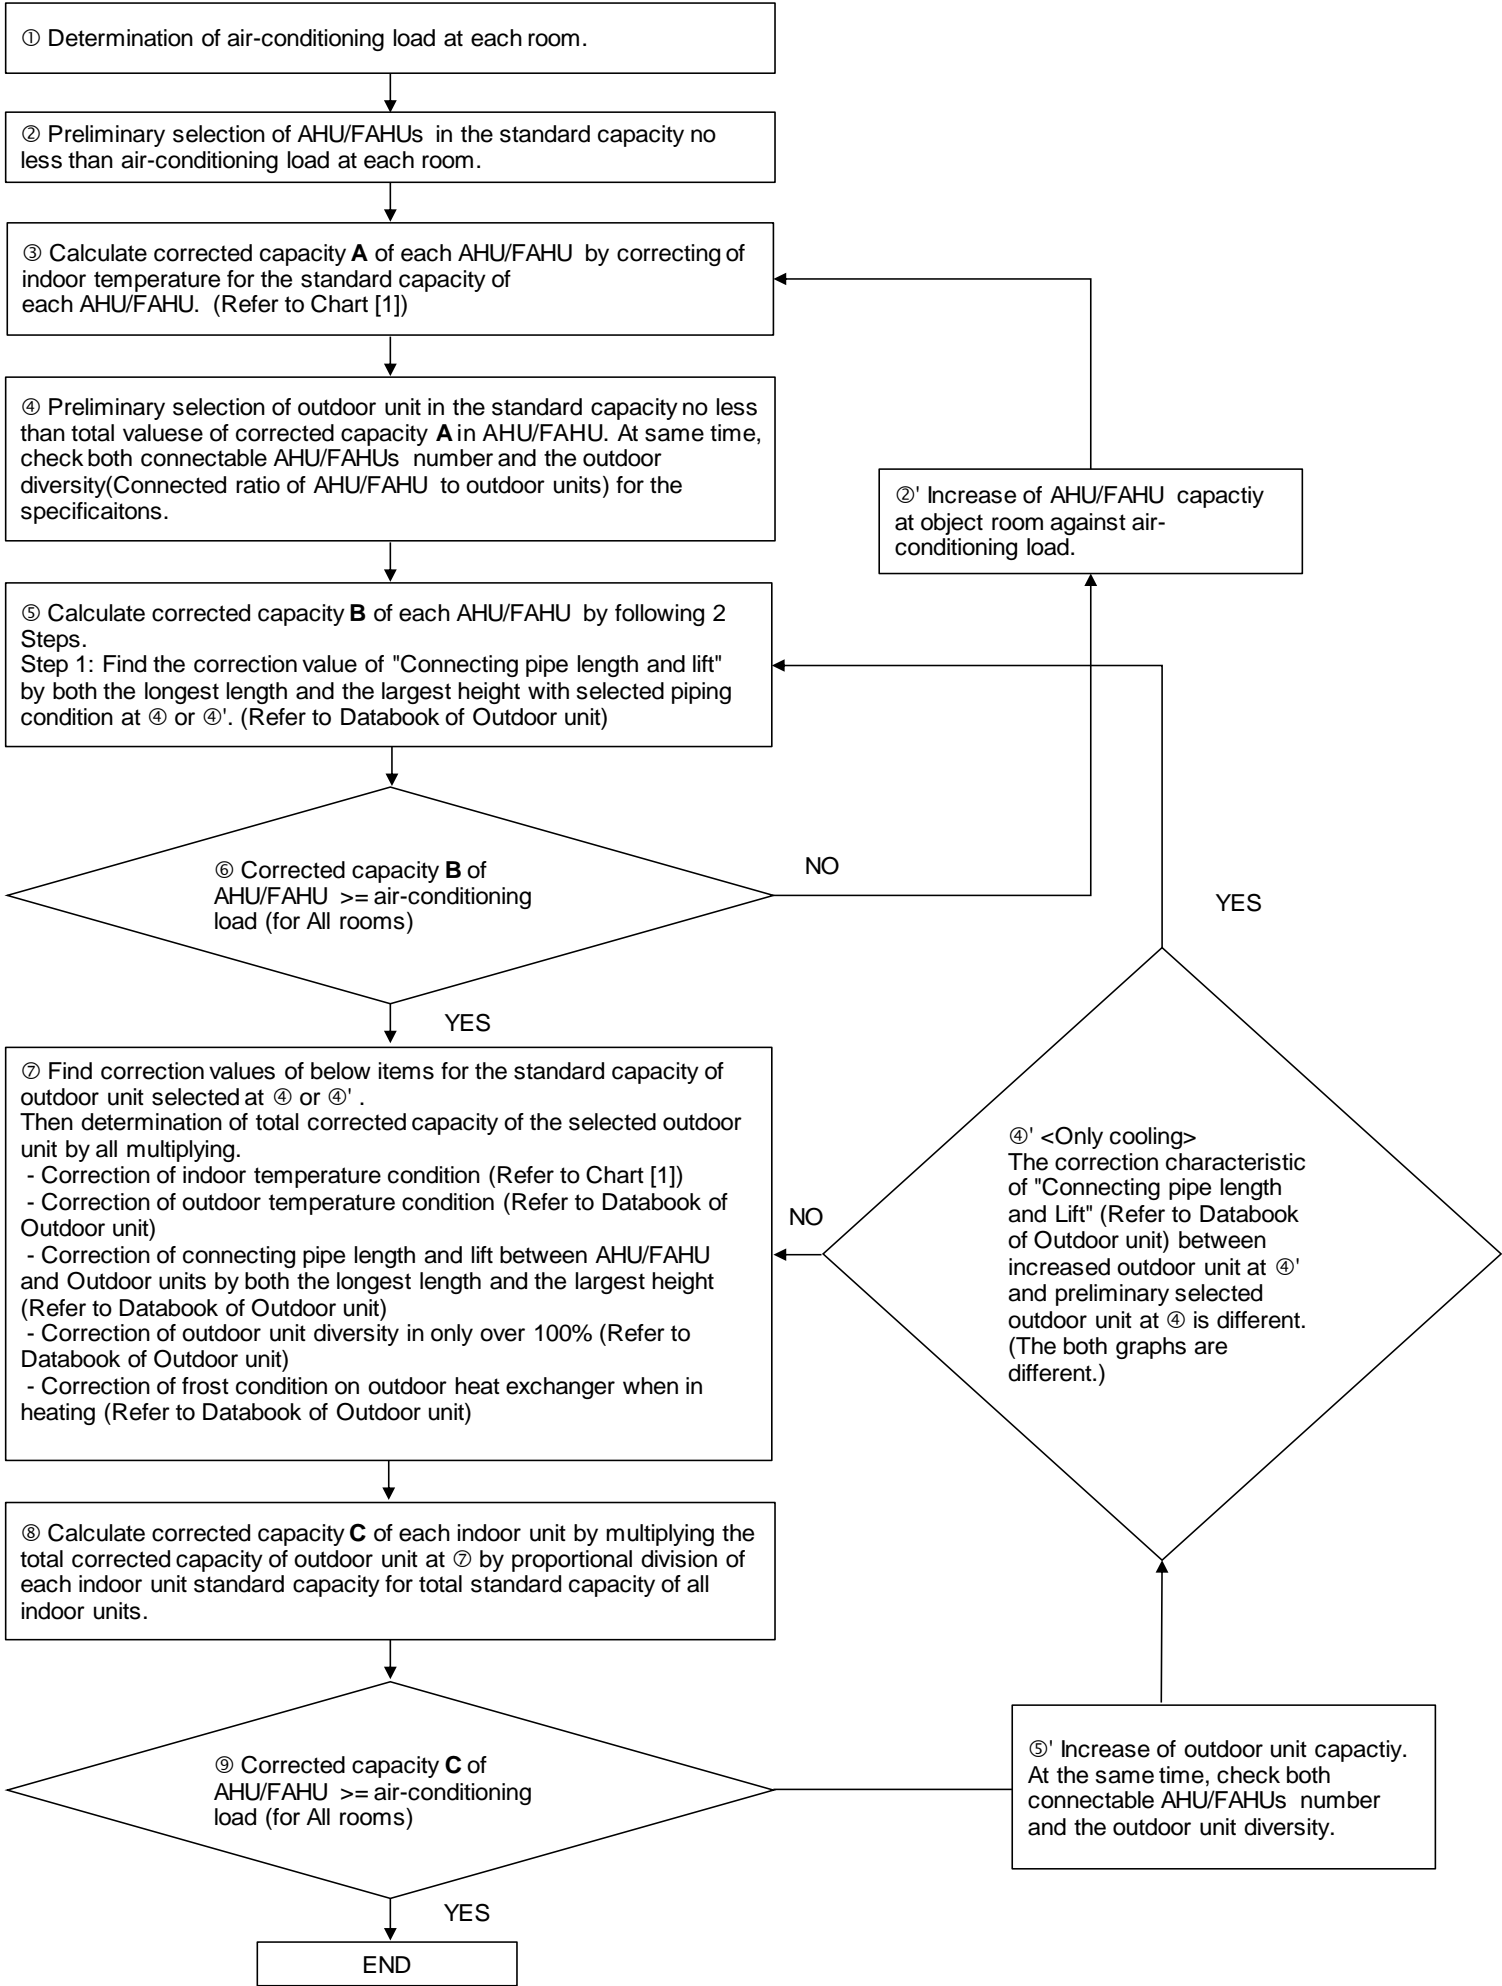 ① Determination of air-conditioning load at each room.
② Preliminary selection of AHU/FAHUs in the standard capacity no
less than air-conditioning load at each room.
③ Calculate corrected capacity A of each AHU/FAHU by correcting of
indoor temperature for the standard capacity of
each AHU/FAHU. (Refer to Chart [1])
④ Preliminary selection of outdoor unit in the standard capacity no less
than total valuese of corrected capacity A in AHU/FAHU. At same time,
check both connectable AHU/FAHUs number and the outdoor
diversity(Connected ratio of AHU/FAHU to outdoor units) for the
specificaitons.
②' Increase of AHU/FAHU capactiy
at object room against air-
conditioning load.
⑤ Calculate corrected capacity B of each AHU/FAHU by following 2
Steps.
Step 1: Find the correction value of "Connecting pipe length and lift"
by both the longest length and the largest height with selected piping
condition at ④ or ④'. (Refer to Databook of Outdoor unit)
⑥ Corrected capacity B of
AHU/FAHU >= air-conditioning
load (for All rooms)
NO
YES
YES
⑦ Find correction values of below items for the standard capacity of
outdoor unit selected at ④ or ④' .
Then determination of total corrected capacity of the selected outdoor
unit by all multiplying.
- Correction of indoor temperature condition (Refer to Chart [1])
- Correction of outdoor temperature condition (Refer to Databook of
Outdoor unit)
- Correction of connecting pipe length and lift between AHU/FAHU
and Outdoor units by both the longest length and the largest height
(Refer to Databook of Outdoor unit)
- Correction of outdoor unit diversity in only over 100% (Refer to
Databook of Outdoor unit)
- Correction of frost condition on outdoor heat exchanger when in
heating (Refer to Databook of Outdoor unit)
NO
④' <Only cooling>
The correction characteristic
of "Connecting pipe length
and Lift" (Refer to Databook
of Outdoor unit) between
increased outdoor unit at ④'
and preliminary selected
outdoor unit at ④ is different.
(The both graphs are
different.)
⑧ Calculate corrected capacity C of each indoor unit by multiplying the
total corrected capacity of outdoor unit at ⑦ by proportional division of
each indoor unit standard capacity for total standard capacity of all
indoor units.
⑨ Corrected capacity C of
AHU/FAHU >= air-conditioning
load (for All rooms)
⑤' Increase of outdoor unit capactiy.
At the same time, check both
connectable AHU/FAHUs number
and the outdoor unit diversity.
YES
END